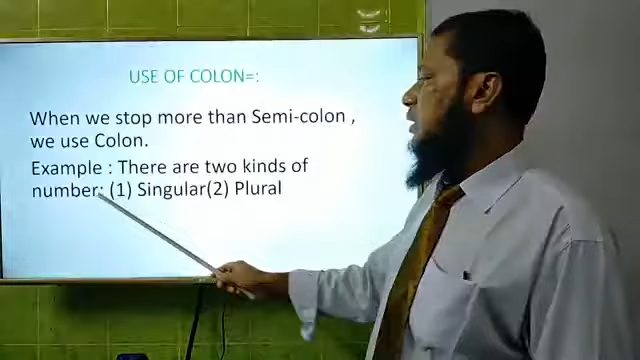 USE OF COLON=:
When we stop more than Semi-colon ,
we use Colon.
Example : There are two kinds of
number: (1) Singular(2) Plural